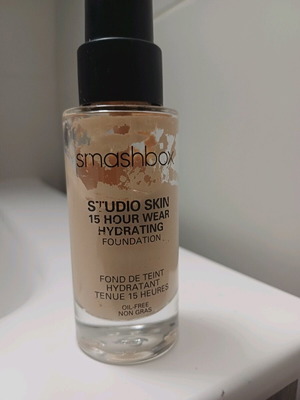 smashbox
STUDIO SKIN
15 HOUR WEAR
HYDRATING
FOUNDATION
FOND DE TEINT
HYDRATANT
TENUE 15 HEURES
OIL-FREE
NON GRAS